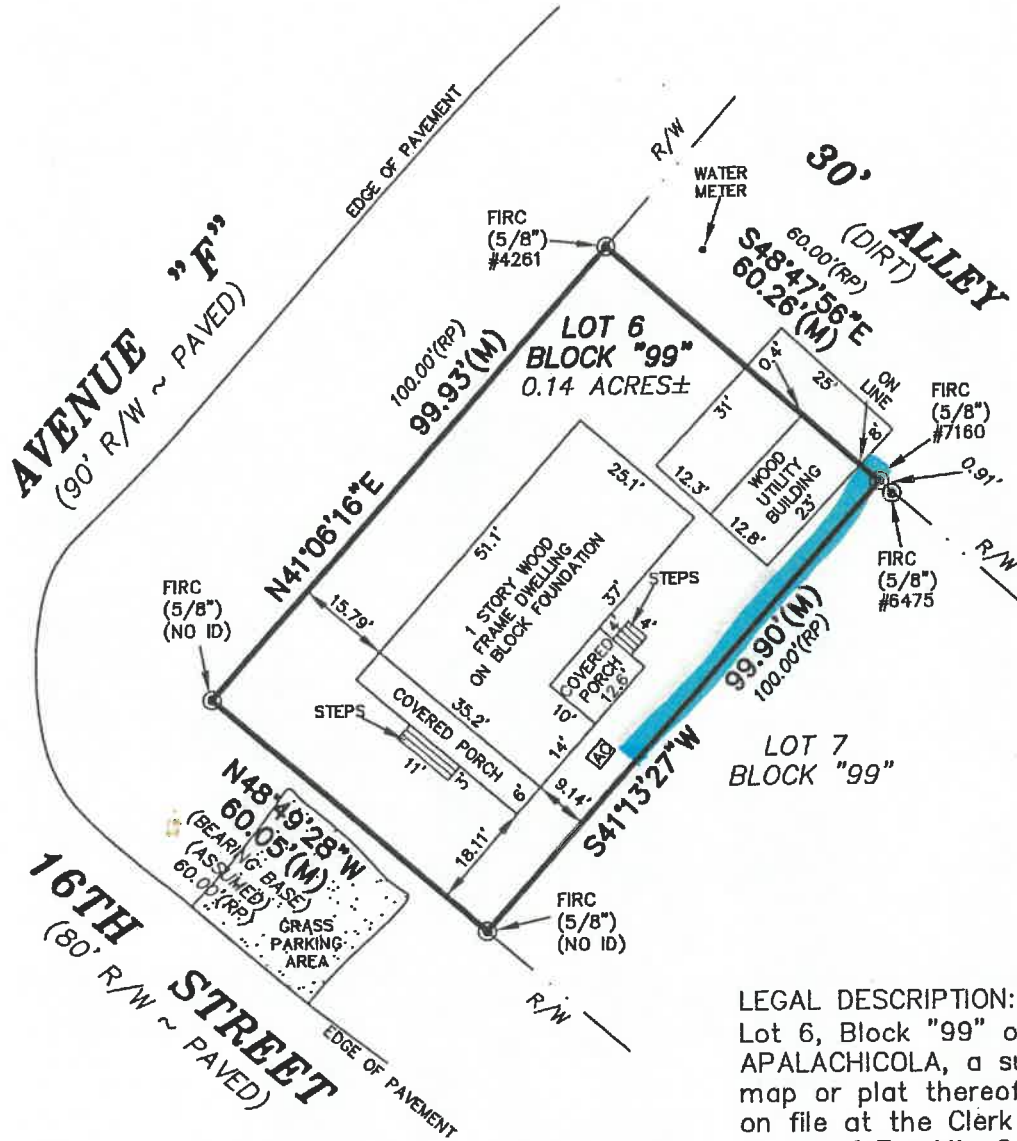 EDGE OF PAVEMENT
AVENUE "F"
(90' R/W ~ PAVED)
R/W
WATER
METER
30' ALLEY
(DIRT)
FIRC
(5/8")
#4261
S48°47'56"E
60.00'(RP)
60.26'(M)
LOT 6
BLOCK "99"
0.14 ACRES±
100.00'(RP)
99.93'(M)
N41°06'16"E
0.4'
25'
ON
LINE
8'
31'
12.3'
WOOD
UTILITY
BUILDING
23'
12.8'
FIRC
(5/8")
#7160
0.91'
FIRC
(5/8")
#6475
R/W
25.1'
51.1'
1 STORY WOOD
FRAME DWELLING
ON BLOCK FOUNDATION
37'
STEPS
4'
4'
COVERED
PORCH
12.6'
10'
14'
AC
9.14'
FIRC
(5/8")
(NO ID)
15.79'
35.2'
COVERED PORCH
STEPS
11'
3'
6'
18.11'
99.90'(M)
100.00'(RP)
S41°13'27"W
LOT 7
BLOCK "99"
N48°49'28"W
60.05'(M)
(BEARING BASE)
(ASSUMED)
60.00'(RP)
GRASS
PARKING
AREA
FIRC
(5/8")
(NO ID)
R/W
16TH STREET
(80' R/W ~ PAVED)
EDGE OF PAVEMENT
LEGAL DESCRIPTION:
Lot 6, Block "99" o
APALACHICOLA, a su
map or plat thereof
on file at the Clerk